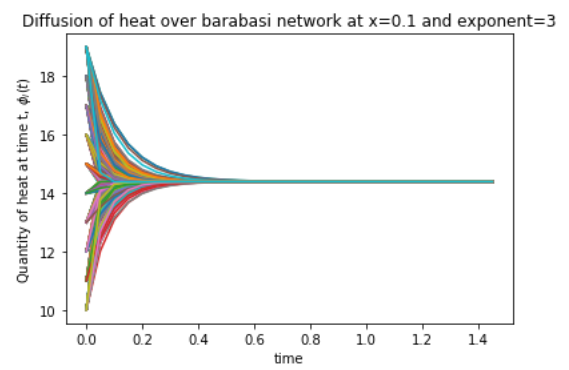 Diffusion of heat over barabasi network at x=0.1 and exponent=3
Quantity of heat at time t, ϕᵢ(t)
18
16
14
12
10
0.0 0.2 0.4 0.6 0.8 1.0 1.2 1.4
time